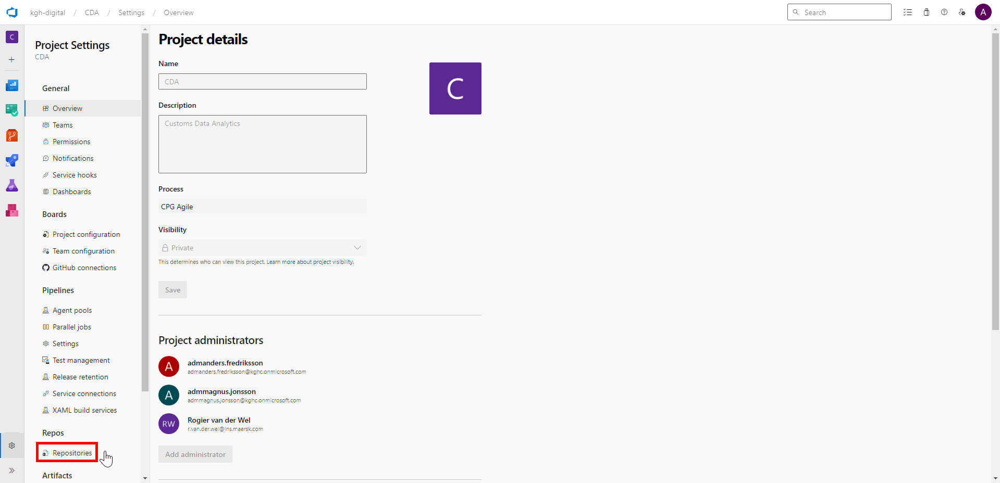 kgh-digital / CDA / Settings / Overview
Search
A
C
Project Settings
CDA
General
Overview
Teams
Permissions
Notifications
Service hooks
Dashboards
Boards
Project configuration
Team configuration
GitHub connections
Pipelines
Agent pools
Parallel jobs
Settings
Test management
Release retention
Service connections
XAML build services
Repos
Repositories
Artifacts
Project details
Name
CDA
C
Description
Customs Data Analytics
Process
CPG Agile
Visibility
Private
This determines who can view this project. Learn more about project visibility.
Save
Project administrators
A
admanders.fredriksson
admanders.fredriksson@kghc.onmicrosoft.com
A
admmagnus.jonsson
admmagnus.jonsson@kghc.onmicrosoft.com
RW
Rogier van der Wel
r.van.der.wel@lns.maersk.com
Add administrator